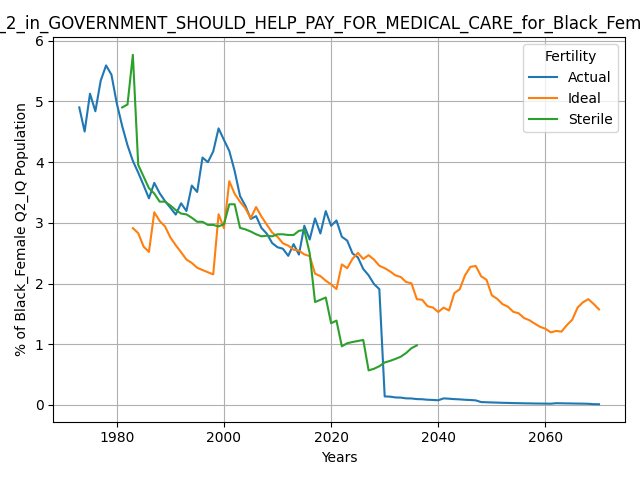 _2_in_GOVERNMENT_SHOULD_HELP_PAY_FOR_MEDICAL_CARE_for_Black_Fem
6
5
4
3
2
1
0
% of Black_Female Q2_IQ Population
Fertility
Actual
Ideal
Sterile
1980
2000
2020
2040
2060
Years